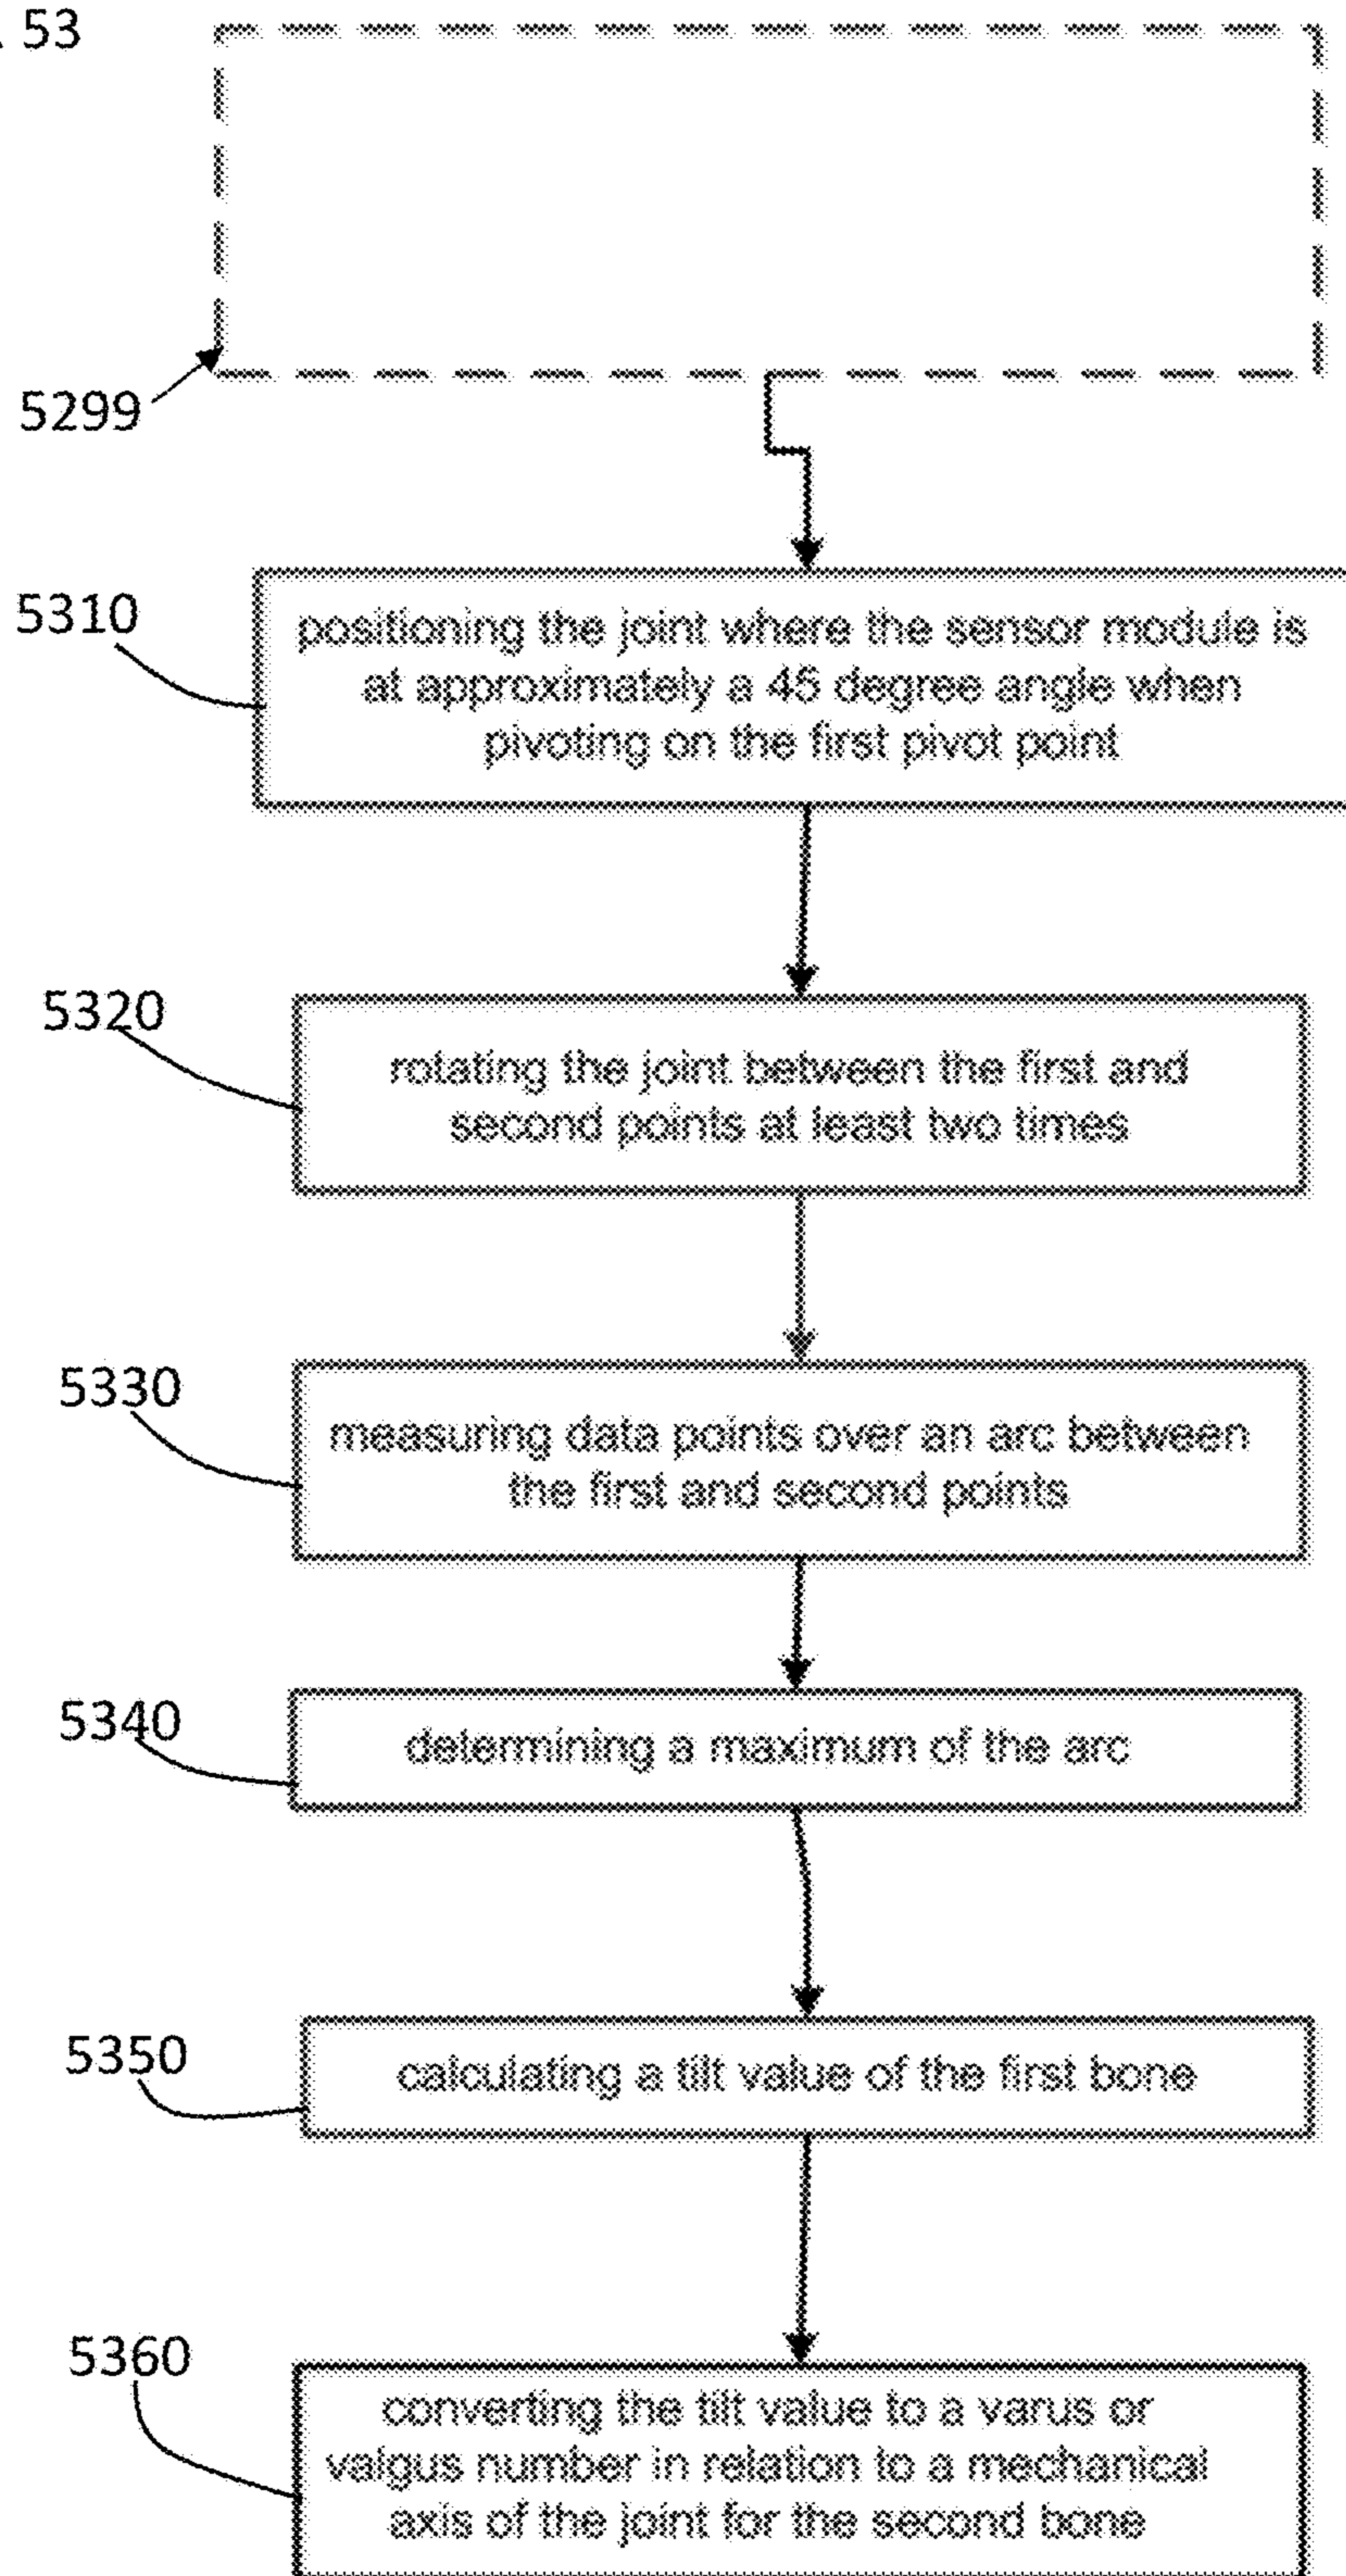 53
5299
5310
positioning the joint where the sensor module is
at approximately a 45 degree angle when
pivoting on the first pivot point
5320
rotating the joint between the first and
second points at least two times
5330
measuring data points over an arc between
the first and second points
5340
determining a maximum of the arc
5350
calculating a tilt value of the first bone
5360
converting the tilt value to a varus or
valgus number in relation to a mechanical
axis of the joint for the second bone